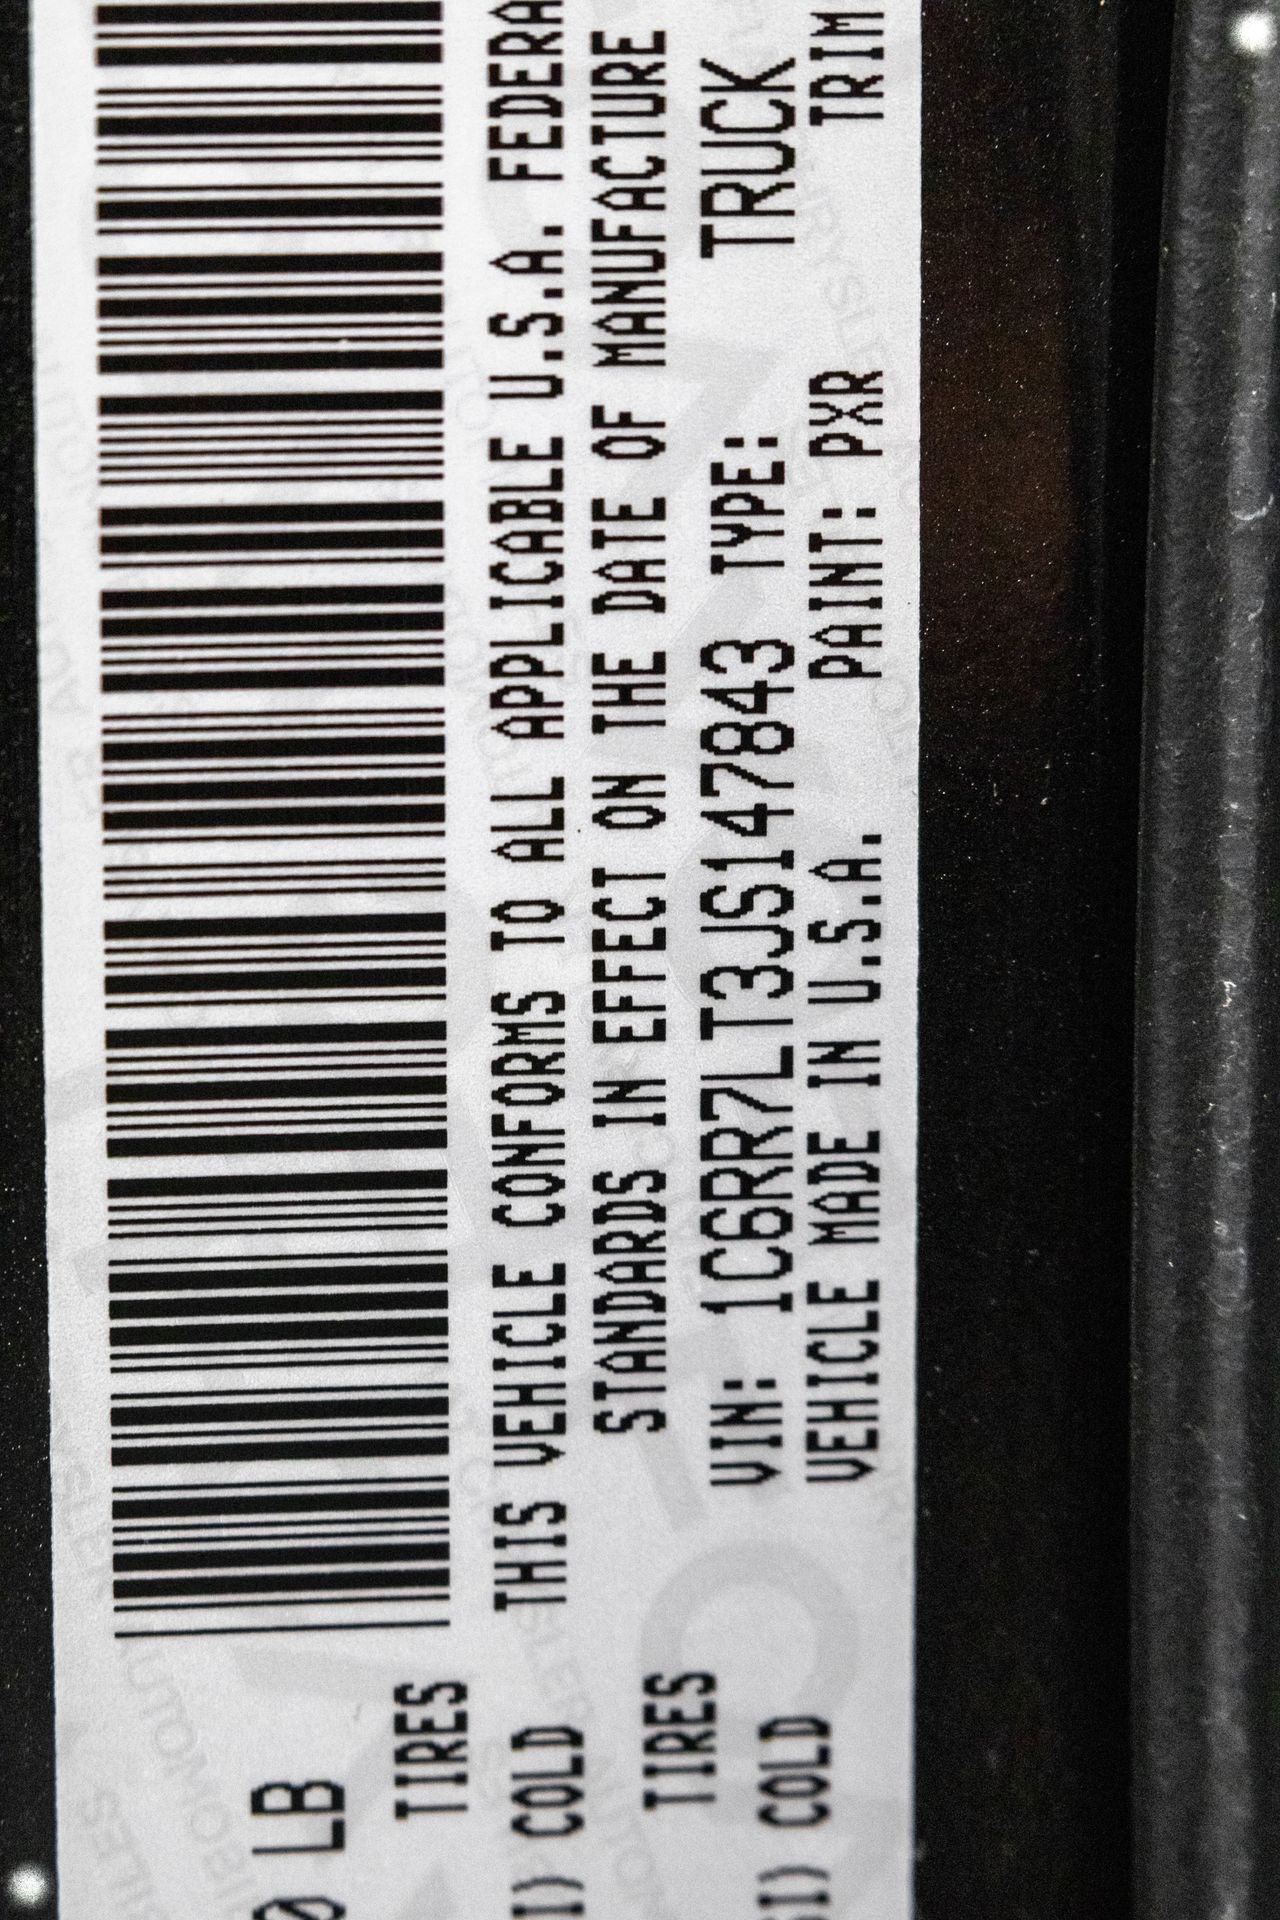 0 LB
TIRES
I) COLD
TIRES
SI) COLD
THIS VEHICLE CONFORMS TO ALL APPLICABLE U.S.A. FEDERA
STANDARDS IN EFFECT ON THE DATE OF MANUFACTURE
VIN: 1C6RR7LT3JS147843 TYPE: TRUCK
VEHICLE MADE IN U.S.A. PAINT: PXR TRIM